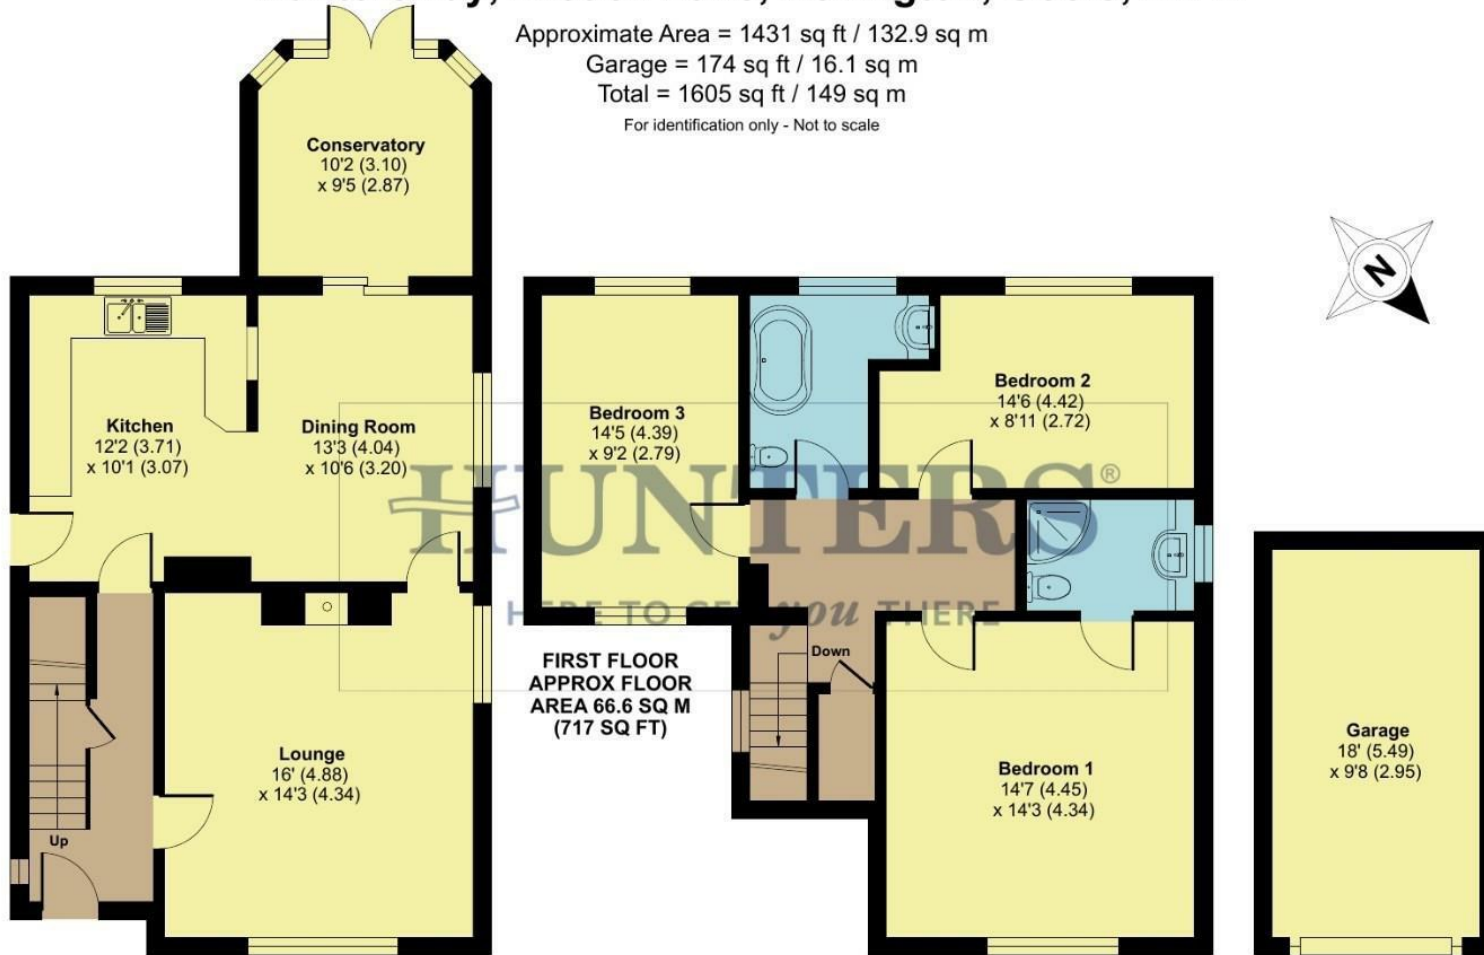 Approximate Area = 1431 sq ft / 132.9 sq m
Garage = 174 sq ft / 16.1 sq m
Total = 1605 sq ft / 149 sq m
For identification only - Not to scale
Conservatory
10'2 (3.10)
x 9'5 (2.87)
N
Kitchen
12'2 (3.71)
x 10'1 (3.07)
Dining Room
13'3 (4.04)
x 10'6 (3.20)
Bedroom 3
14'5 (4.39)
x 9'2 (2.79)
Bedroom 2
14'6 (4.42)
x 8'11 (2.72)
HUNTERS®
HERE TO GET you THERE
Down
FIRST FLOOR
APPROX FLOOR
AREA 66.6 SQ M
(717 SQ FT)
Lounge
16' (4.88)
x 14'3 (4.34)
Up
Bedroom 1
14'7 (4.45)
x 14'3 (4.34)
Garage
18' (5.49)
x 9'8 (2.95)